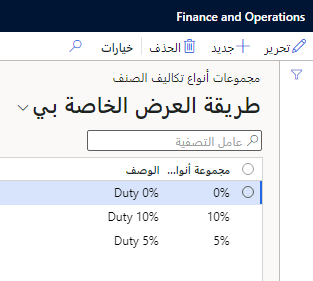 Finance and Operations
تحرير جديد الحذف خيارات
مجموعات أنواع تكاليف الصنف
طريقة العرض الخاصة بي
عامل التصفية
مجموعة أنوا... الوصف
0% Duty 0%
10% Duty 10%
5% Duty 5%